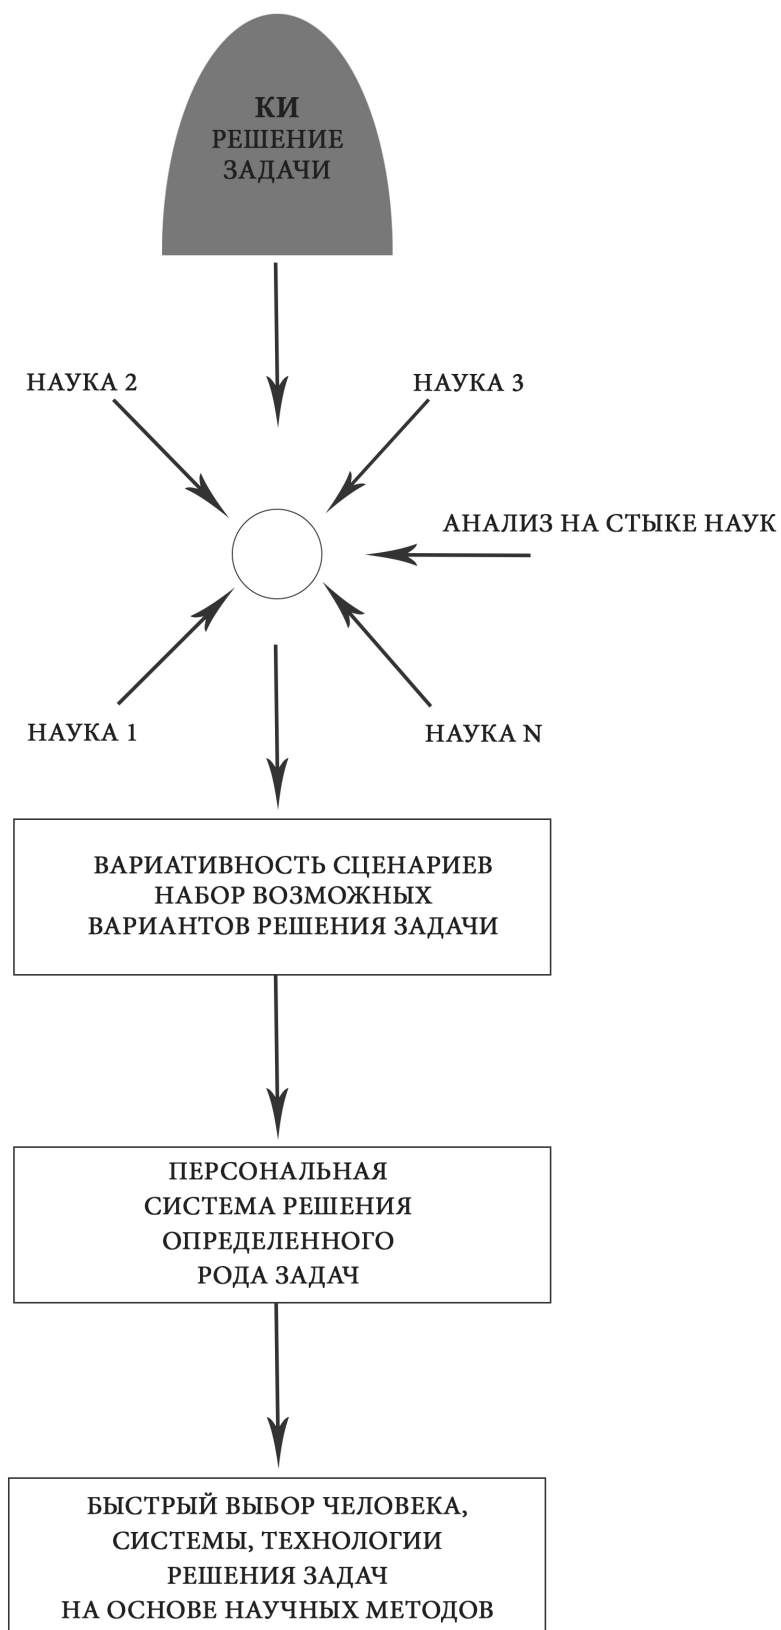 КИ
РЕШЕНИЕ
ЗАДАЧИ
НАУКА 2
НАУКА 3
АНАЛИЗ НА СТЫКЕ НАУК
НАУКА 1
НАУКА N
ВАРИАТИВНОСТЬ СЦЕНАРИЕВ
НАБОР ВОЗМОЖНЫХ
ВАРИАНТОВ РЕШЕНИЯ ЗАДАЧИ
ПЕРСОНАЛЬНАЯ
СИСТЕМА РЕШЕНИЯ
ОПРЕДЕЛЕННОГО
РОДА ЗАДАЧ
БЫСТРЫЙ ВЫБОР ЧЕЛОВЕКА,
СИСТЕМЫ, ТЕХНОЛОГИИ
РЕШЕНИЯ ЗАДАЧ
НА ОСНОВЕ НАУЧНЫХ МЕТОДОВ